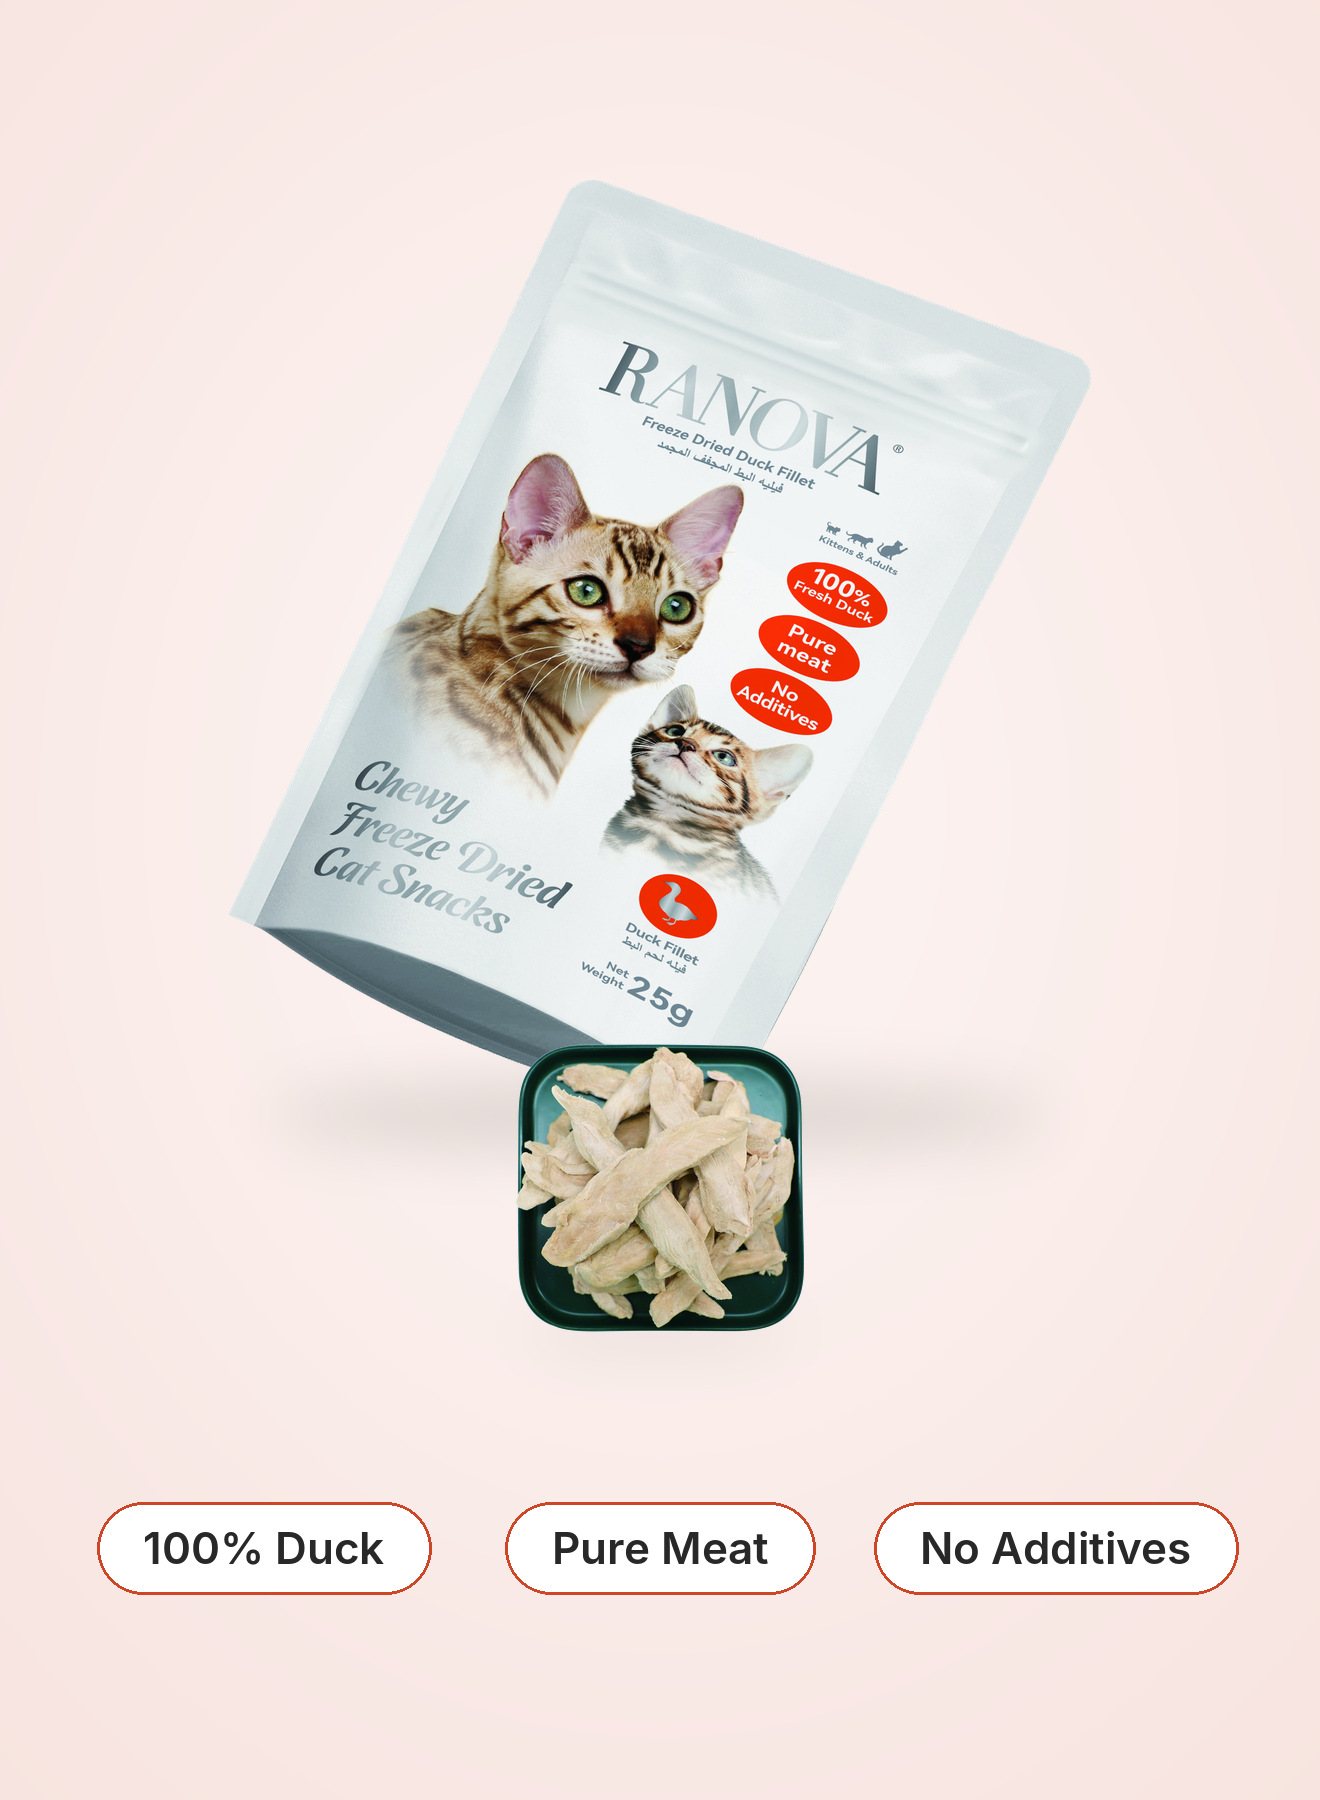 RANOVA®
Freeze Dried Duck Fillet
فيليه البط المجفف المجمد
Kittens & Adults
100%
Fresh Duck
Pure
meat
No
Additives
Chewy
Freeze Dried
Cat Snacks
Duck Fillet
فيله لحم البط
Net
Weight 25g
100% Duck
Pure Meat
No Additives